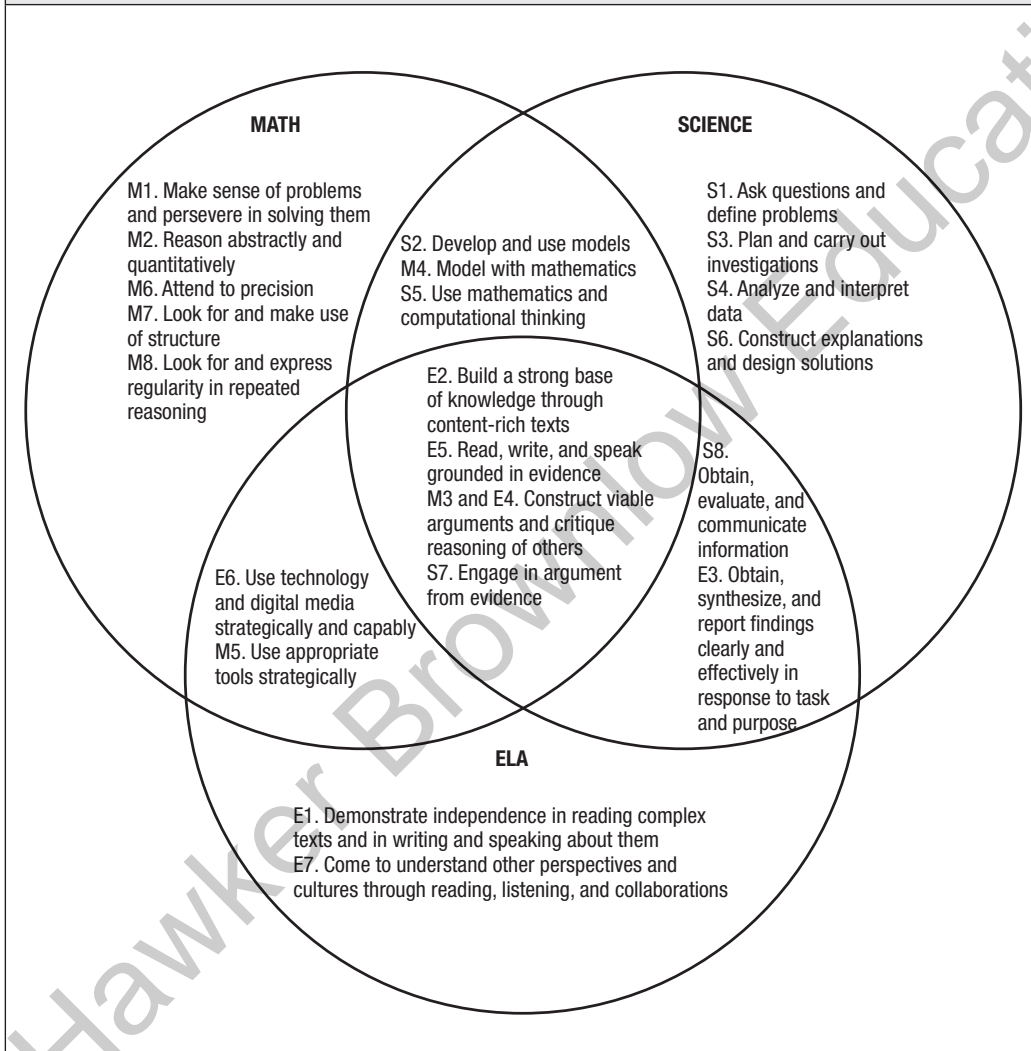 MATH
M1. Make sense of problems
and persevere in solving them
M2. Reason abstractly and
quantitatively
M6. Attend to precision
M7. Look for and make use
of structure
M8. Look for and express
regularity in repeated
reasoning
SCIENCE
S1. Ask questions and
define problems
S3. Plan and carry out
investigations
S4. Analyze and interpret
data
S6. Construct explanations
and design solutions
S2. Develop and use models
M4. Model with mathematics
S5. Use mathematics and
computational thinking
E2. Build a strong base
of knowledge through
content-rich texts
E5. Read, write, and speak
grounded in evidence
M3 and E4. Construct viable
arguments and critique
reasoning of others
S7. Engage in argument
from evidence
S8.
Obtain,
evaluate, and
communicate
information
E3. Obtain,
synthesize, and
report findings
clearly and
effectively in
response to task
and purpose
E6. Use technology
and digital media
strategically and capably
M5. Use appropriate
tools strategically
ELA
E1. Demonstrate independence in reading complex
texts and in writing and speaking about them
E7. Come to understand other perspectives and
cultures through reading, listening, and collaborations
Hawker Brownlow Educati